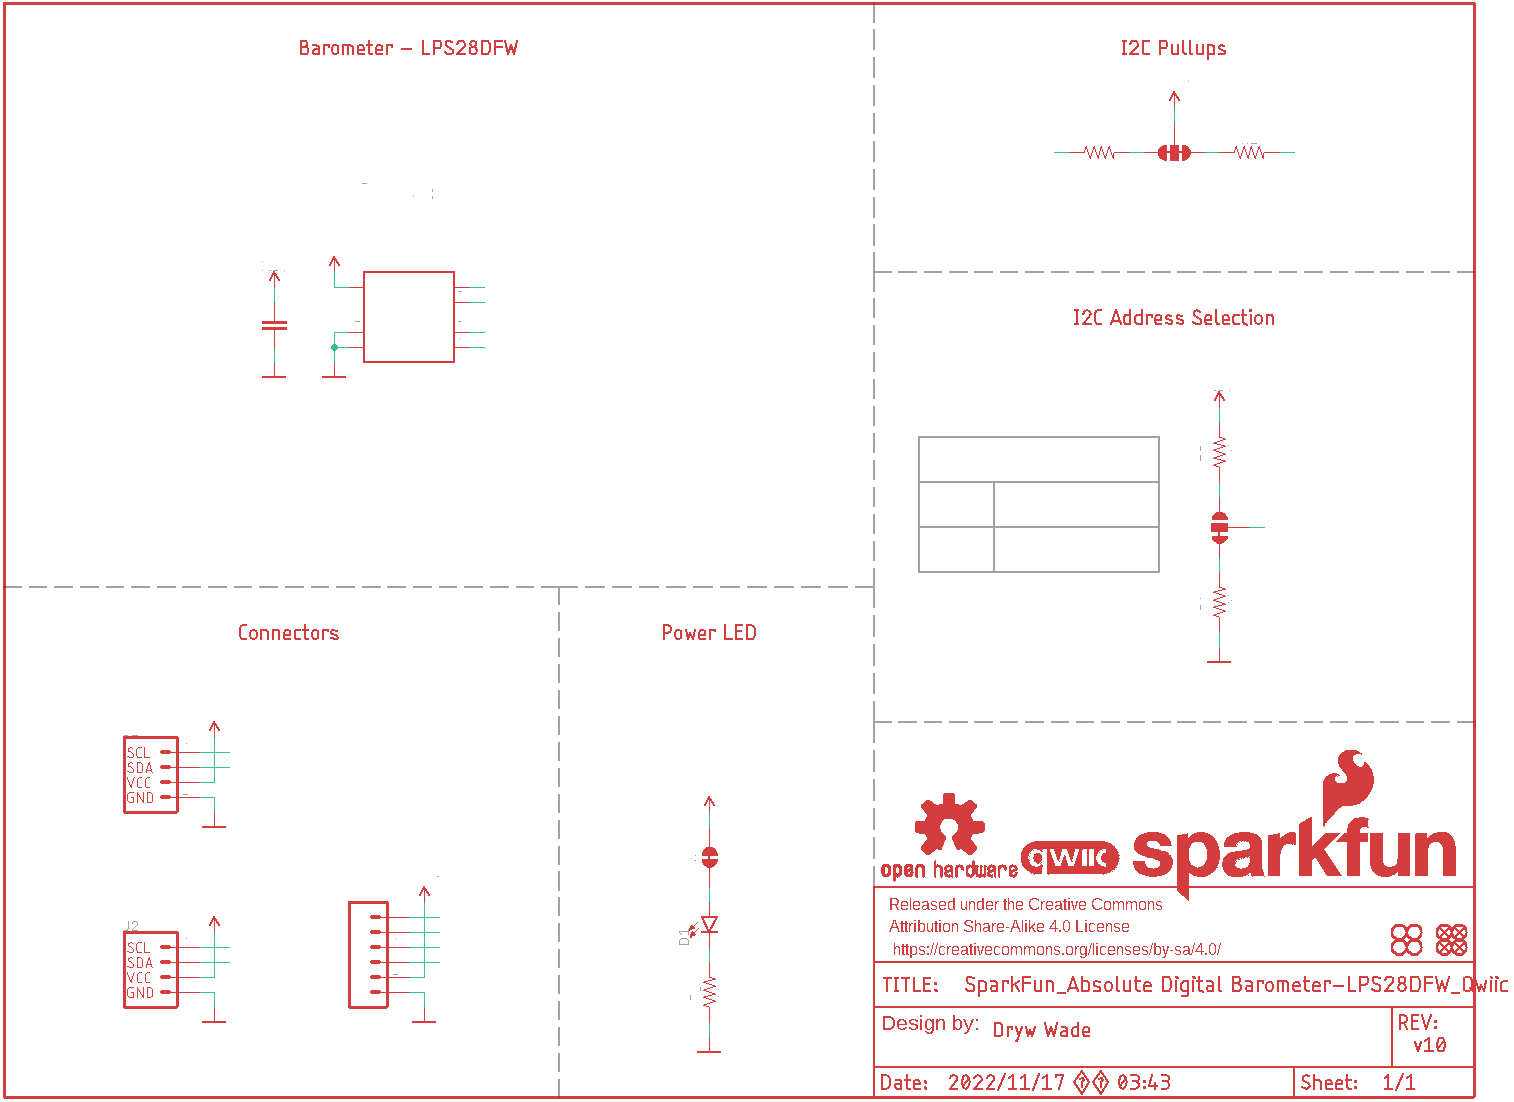 Barometer - LPS28DFW
I2C Pullups
I2C Address Selection
Connectors
Power LED
SCL
SDA
VCC
GND
J2
SCL
SDA
VCC
GND
D1
open hardware
qwiic
sparkfun
Released under the Creative Commons
Attribution Share-Alike 4.0 License
https://creativecommons.org/licenses/by-sa/4.0/
TITLE: SparkFun_Absolute Digital Barometer-LPS28DFW_Qwiic
Design by: Dryw Wade
REV:
v10
Date: 2022/11/17 �� 03:43
Sheet: 1/1